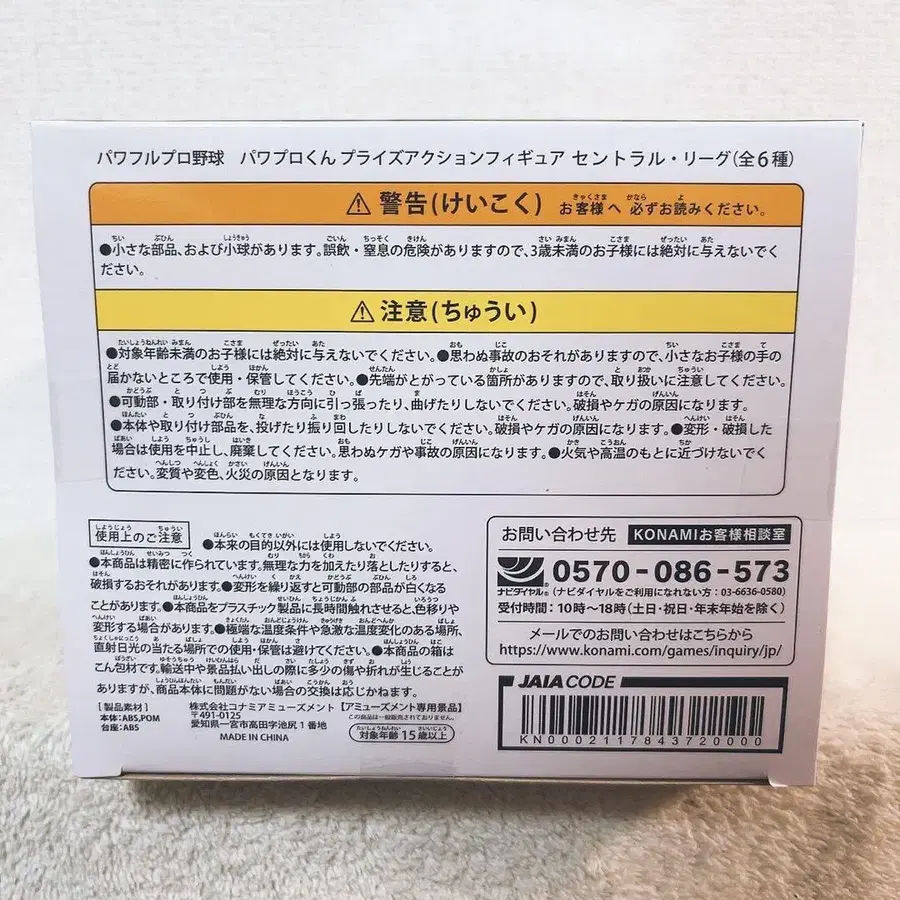 パワフルプロ野球 パワプロくん プライズアクションフィギュア セントラル・リーグ(全6種)
⚠ 警告(けいこく) お客様へ 必ずお読みください。
●小さな部品、および小球があります。誤飲・窒息の危険がありますので、3歳未満のお子様には絶対に与えないでく
ださい。
⚠ 注意(ちゅうい)
●対象年齢未満のお子様には絶対に与えないでください。●思わぬ事故のおそれがありますので、小さなお子様の手の
届かないところで使用・保管してください。●先端がとがっている箇所がありますので、取り扱いに注意してください。
●可動部・取り付け部を無理な方向に引っ張ったり、曲げたりしないでください。破損やケガの原因になります。
●本体や取り付け部品を、投げたり振り回したりしないでください。破損やケガの原因になります。●変形・破損した
場合は使用を中止し、廃棄してください。思わぬケガや事故の原因になります。●火気や高温のもとに近づけないでく
ださい。変質や変色、火災の原因となります。
使用上のご注意 ●本来の目的以外には使用しないでください。
●本商品は精密に作られています。無理な力を加えたり落としたりすると、
破損するおそれがあります。●変形を繰り返すと可動部の部品が白くなる
ことがあります。●本商品をプラスチック製品に長時間触れさせると、色移りや
変形する場合があります。●極端な温度条件や急激な温度変化のある場所、
直射日光の当たる場所での使用・保管は避けてください。●本商品の箱は
こん包材です。輸送中や景品払い出しの際に多少の傷や折れが生じることが
ありますが、商品本体に問題がない場合の交換は応じかねます。
[製品素材]
本体:ABS,POM
台座:ABS
株式会社コナミアミューズメント 【アミューズメント専用景品】
〒491-0125 この商品は一般販売されておりません。
愛知県一宮市高田字池尻1番地
MADE IN CHINA 対象年齢 15歳以上
お問い合わせ先 KONAMIお客様相談室
ナビダイヤル® 0570-086-573
(ナビダイヤルをご利用になれない方:03-6636-0580)
受付時間:10時〜18時(土日・祝日・年末年始を除く)
メールでのお問い合わせはこちらから
https://www.konami.com/games/inquiry/jp/
JAIA CODE
KN00021178437200​00